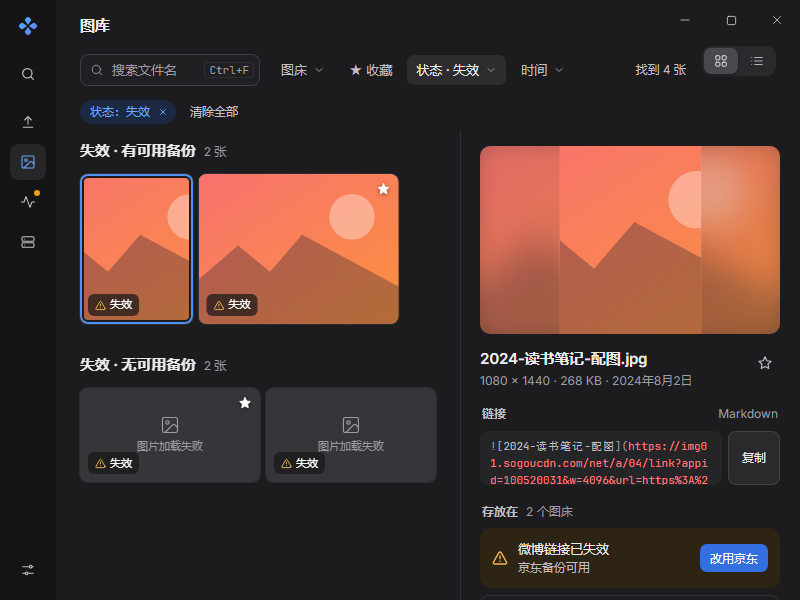 图库
搜索文件名 Ctrl+F
图床
★ 收藏
状态 · 失效
时间
找到 4 张
状态：失效 ×
清除全部
失效 · 有可用备份 2 张
失效
失效
失效 · 无可用备份 2 张
图片加载失败
失效
图片加载失败
失效
2024-读书笔记-配图.jpg
1080 × 1440 · 268 KB · 2024年8月2日
链接 Markdown
![2024-读书笔记-配图](https://img0
1.sogoucdn.com/net/a/04/link?appi
d=100520031&w=4096&url=https%3A%2
复制
存放在 2 个图床
微博链接已失效
京东备份可用
改用京东